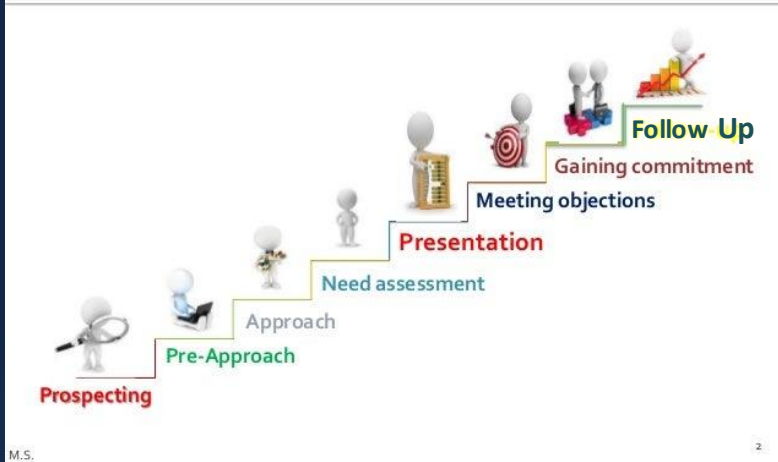 Follow-Up
Gaining commitment
Meeting objections
Presentation
Need assessment
Approach
Pre-Approach
Prospecting
M.S.
2